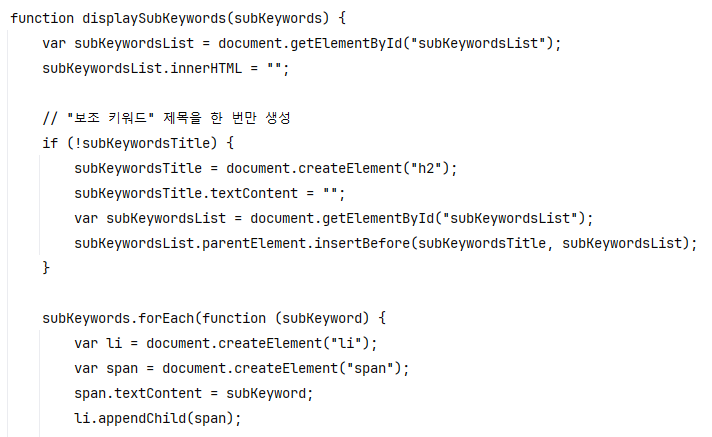 function displaySubKeywords(subKeywords) {
    var subKeywordsList = document.getElementById("subKeywordsList");
    subKeywordsList.innerHTML = "";

    // "보조 키워드" 제목을 한 번만 생성
    if (!subKeywordsTitle) {
        subKeywordsTitle = document.createElement("h2");
        subKeywordsTitle.textContent = "";
        var subKeywordsList = document.getElementById("subKeywordsList");
        subKeywordsList.parentElement.insertBefore(subKeywordsTitle, subKeywordsList);
    }

    subKeywords.forEach(function (subKeyword) {
        var li = document.createElement("li");
        var span = document.createElement("span");
        span.textContent = subKeyword;
        li.appendChild(span);